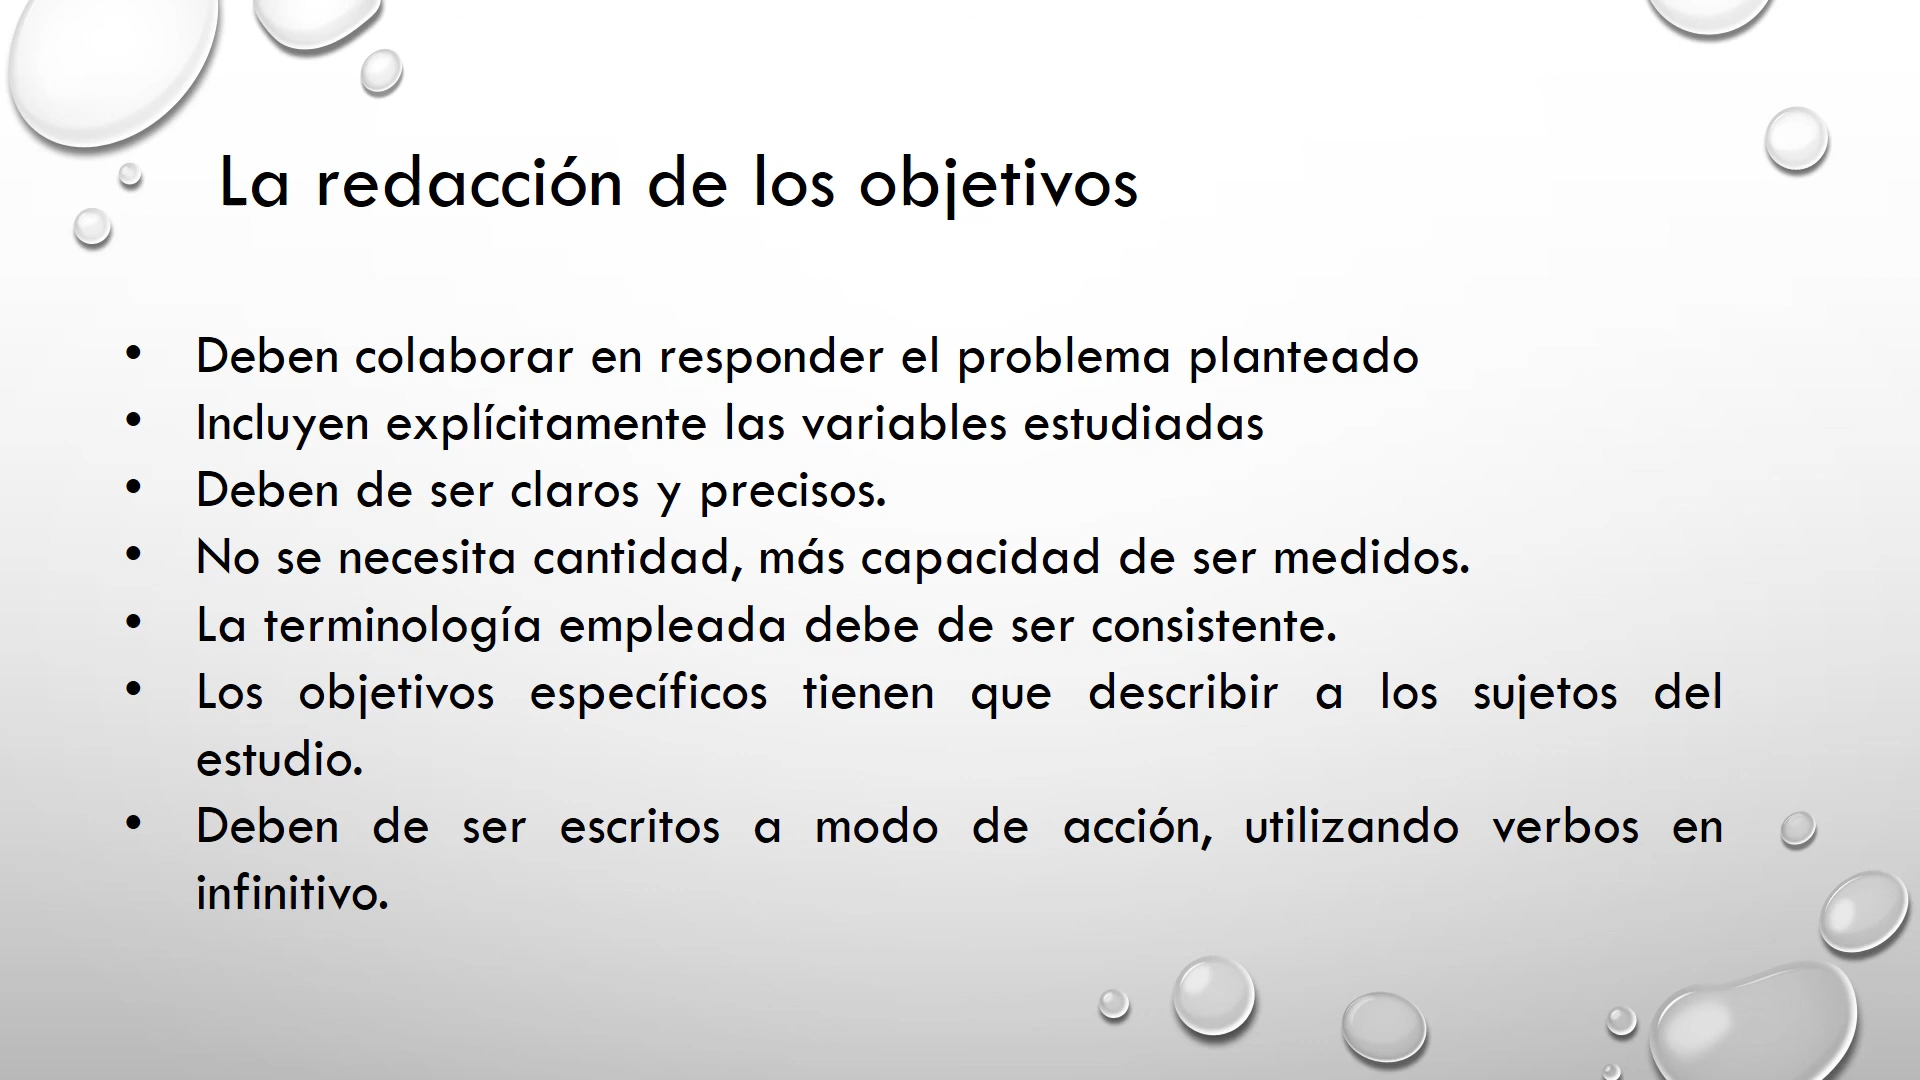 La redacción de los objetivos
• Deben colaborar en responder el problema planteado
• Incluyen explícitamente las variables estudiadas
• Deben de ser claros y precisos.
• No se necesita cantidad, más capacidad de ser medidos.
• La terminología empleada debe de ser consistente.
• Los objetivos específicos tienen que describir a los sujetos del
estudio.
• Deben de ser escritos a modo de acción, utilizando verbos en
infinitivo.